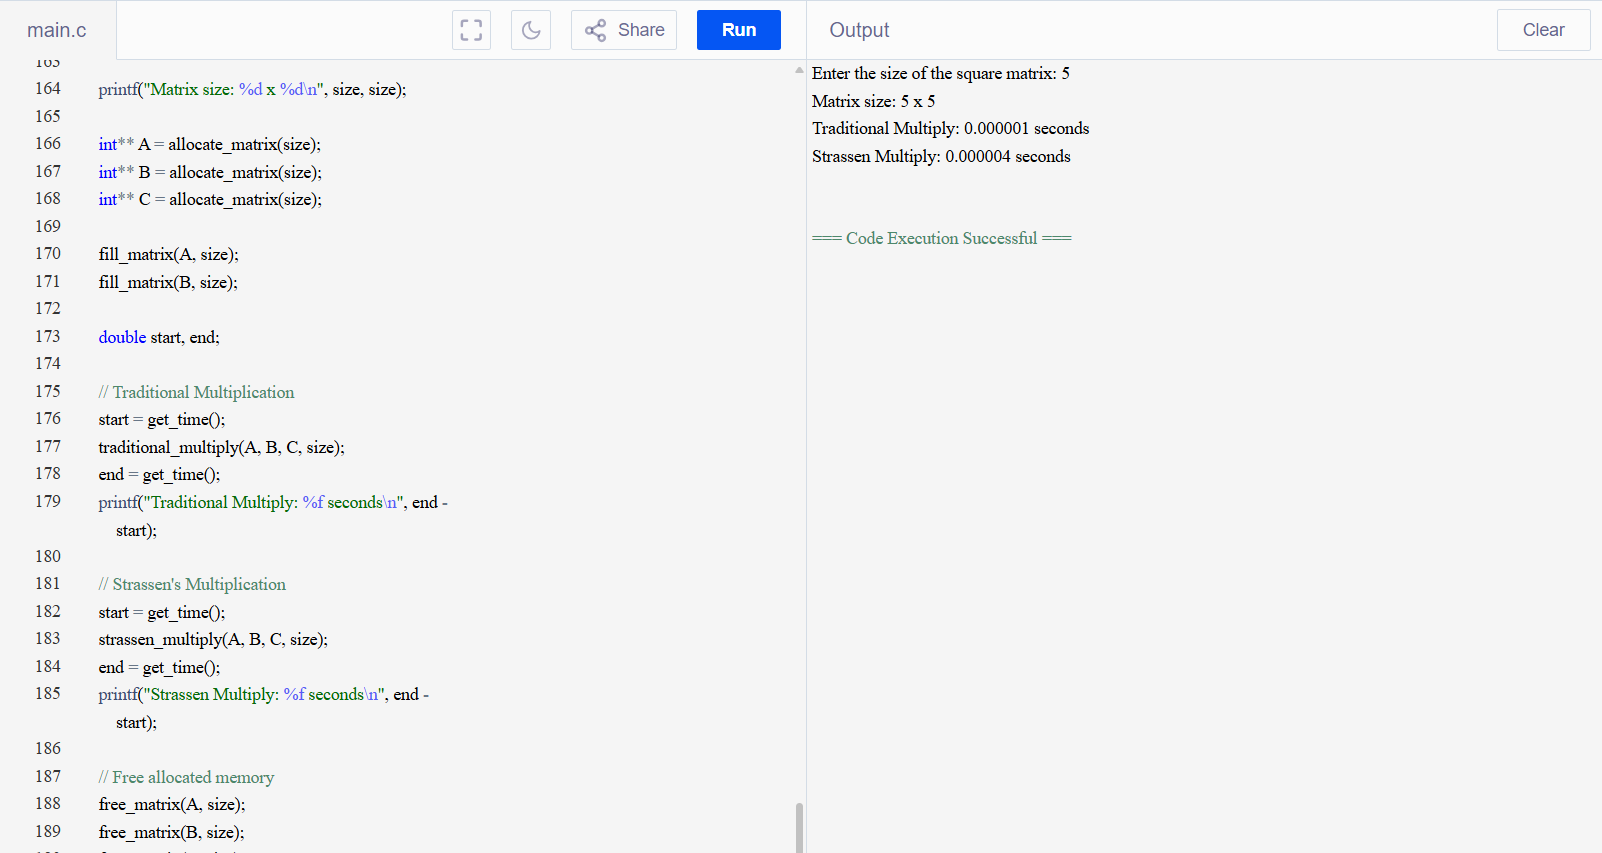 main.c
Share
Run
Output
Clear
163
164 printf("Matrix size: %d x %d\n", size, size);
165
166 int** A = allocate_matrix(size);
167 int** B = allocate_matrix(size);
168 int** C = allocate_matrix(size);
169
170 fill_matrix(A, size);
171 fill_matrix(B, size);
172
173 double start, end;
174
175 // Traditional Multiplication
176 start = get_time();
177 traditional_multiply(A, B, C, size);
178 end = get_time();
179 printf("Traditional Multiply: %f seconds\n", end -
start);
180
181 // Strassen's Multiplication
182 start = get_time();
183 strassen_multiply(A, B, C, size);
184 end = get_time();
185 printf("Strassen Multiply: %f seconds\n", end -
start);
186
187 // Free allocated memory
188 free_matrix(A, size);
189 free_matrix(B, size);
Enter the size of the square matrix: 5
Matrix size: 5 x 5
Traditional Multiply: 0.000001 seconds
Strassen Multiply: 0.000004 seconds
=== Code Execution Successful ===